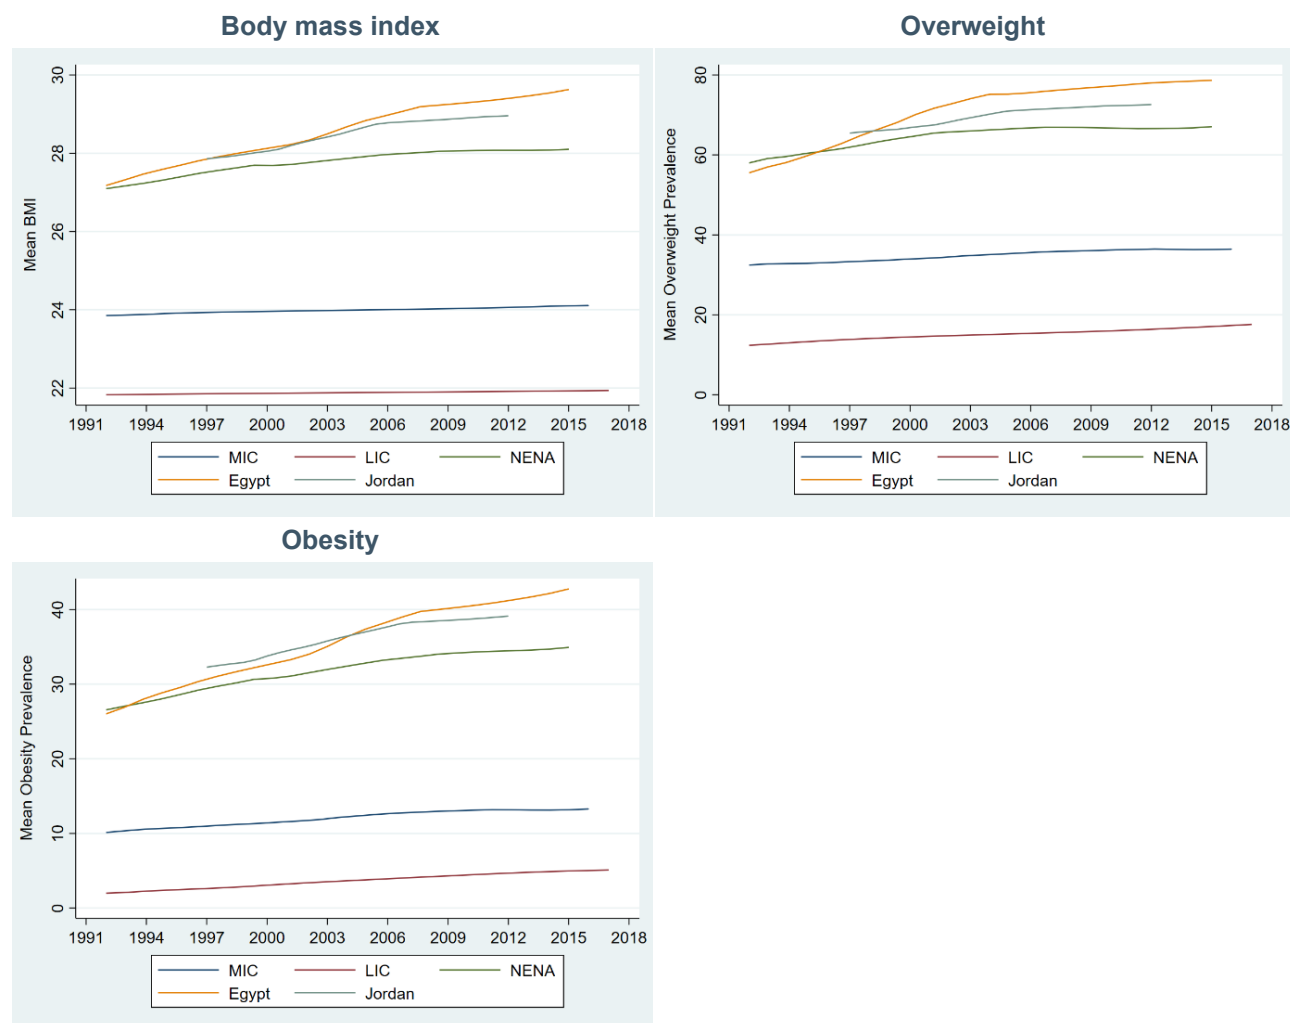 Body mass index
Mean BMI
30
28
26
24
22
1991 1994 1997 2000 2003 2006 2009 2012 2015 2018
MIC LIC NENA
Egypt Jordan
Overweight
Mean Overweight Prevalence
80
60
40
20
0
1991 1994 1997 2000 2003 2006 2009 2012 2015 2018
MIC LIC NENA
Egypt Jordan
Obesity
Mean Obesity Prevalence
40
30
20
10
0
1991 1994 1997 2000 2003 2006 2009 2012 2015 2018
MIC LIC NENA
Egypt Jordan